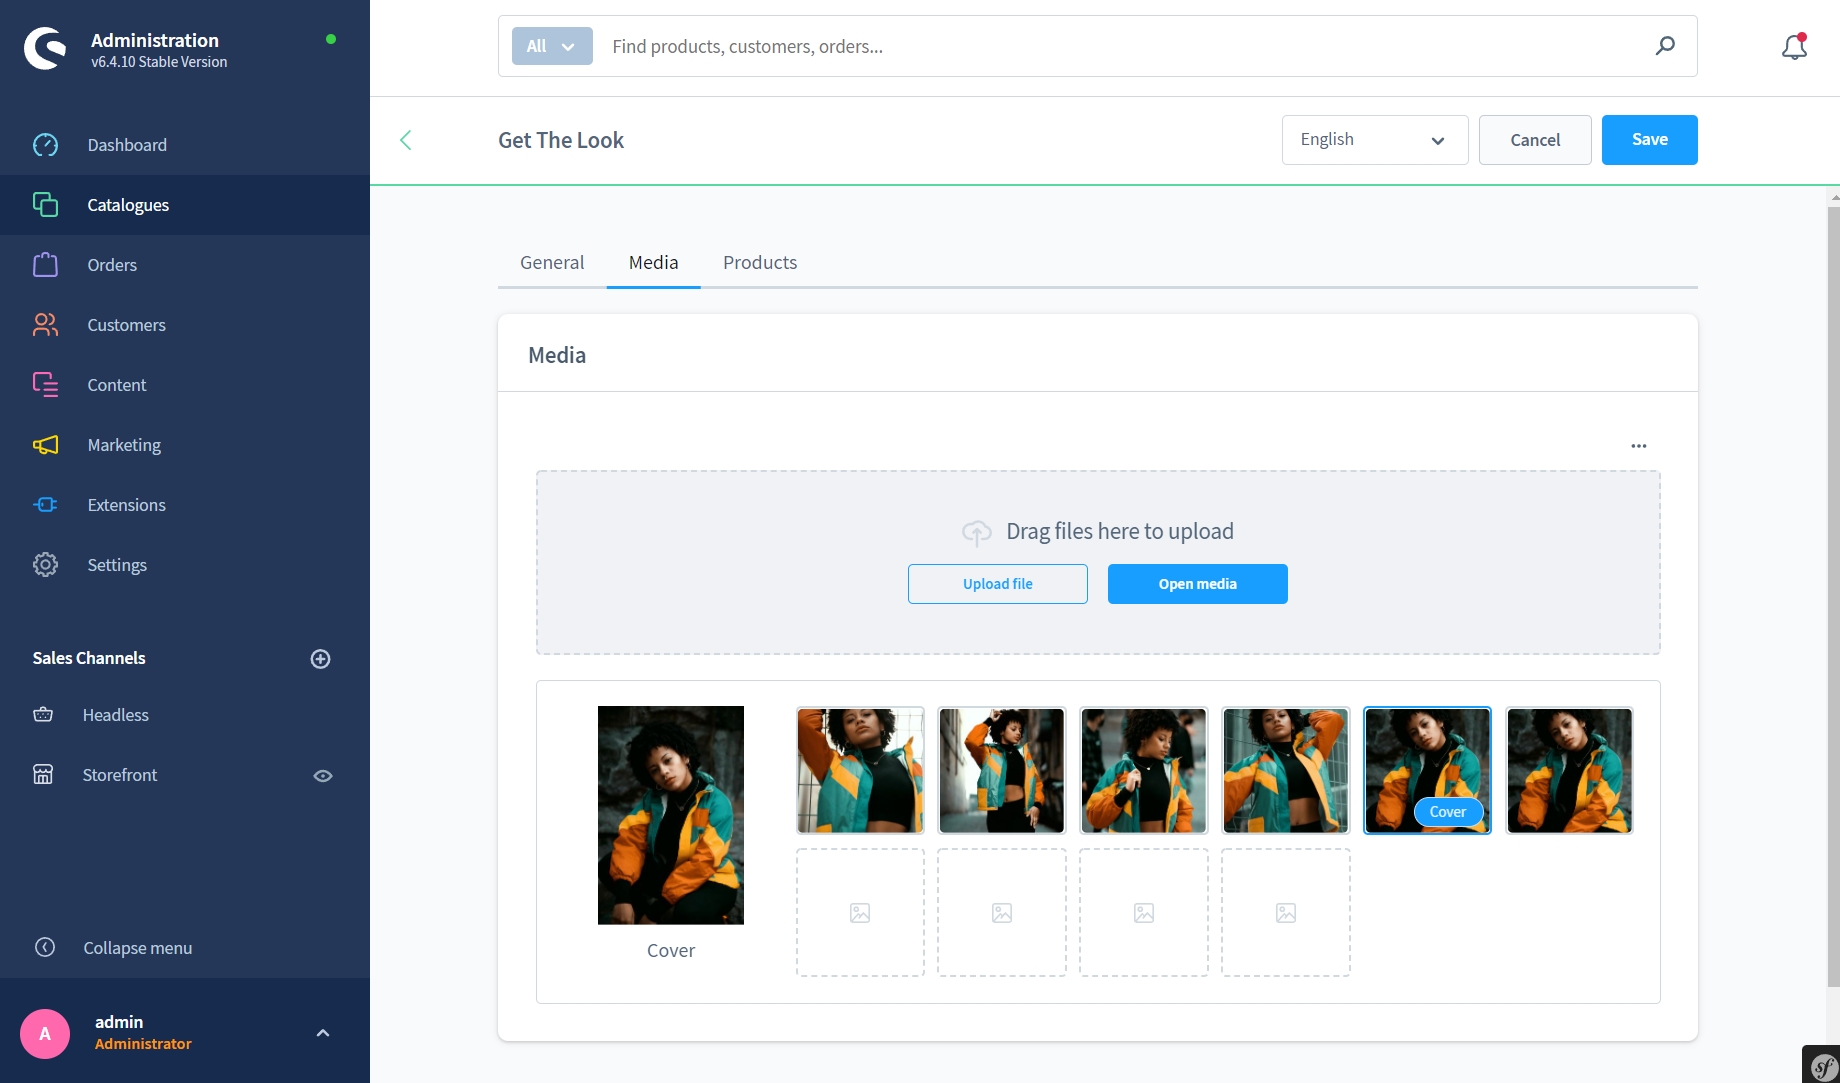 Administration
v6.4.10 Stable Version
All
Find products, customers, orders...
Get The Look
English
Cancel
Save
Dashboard
Catalogues
Orders
Customers
Content
Marketing
Extensions
Settings
Sales Channels
Headless
Storefront
Collapse menu
A
admin
Administrator
General
Media
Products
Media
Drag files here to upload
Upload file
Open media
Cover
Cover
sf